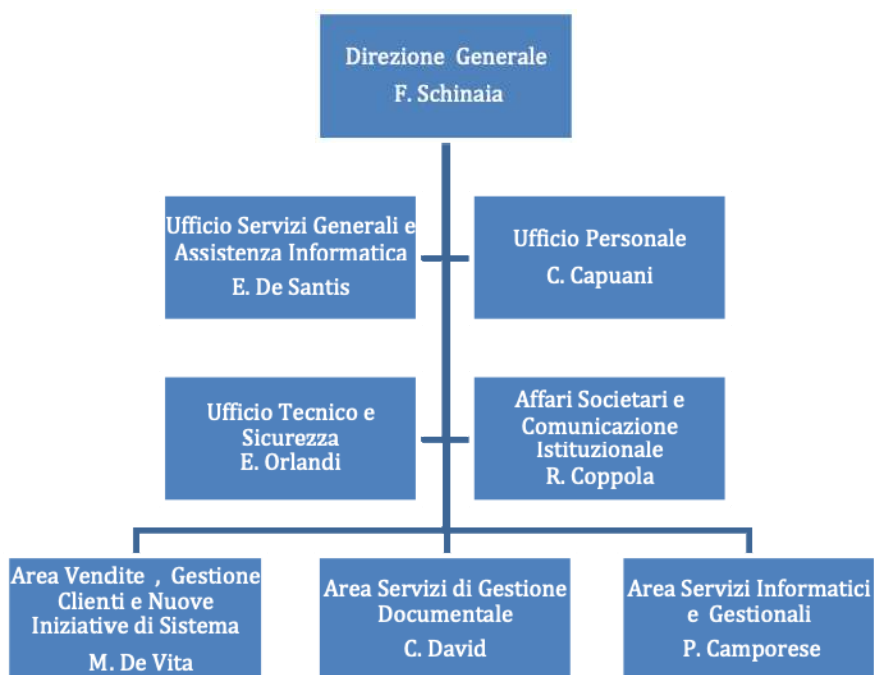 Direzione Generale
F. Schinaia
Ufficio Servizi Generali e
Assistenza Informatica
E. De Santis
Ufficio Personale
C. Capuani
Ufficio Tecnico e
Sicurezza
E. Orlandi
Affari Societari e
Comunicazione
Istituzionale
R. Coppola
Area Vendite , Gestione
Clienti e Nuove
Iniziative di Sistema
M. De Vita
Area Servizi di Gestione
Documentale
C. David
Area Servizi Informatici
e Gestionali
P. Camporese